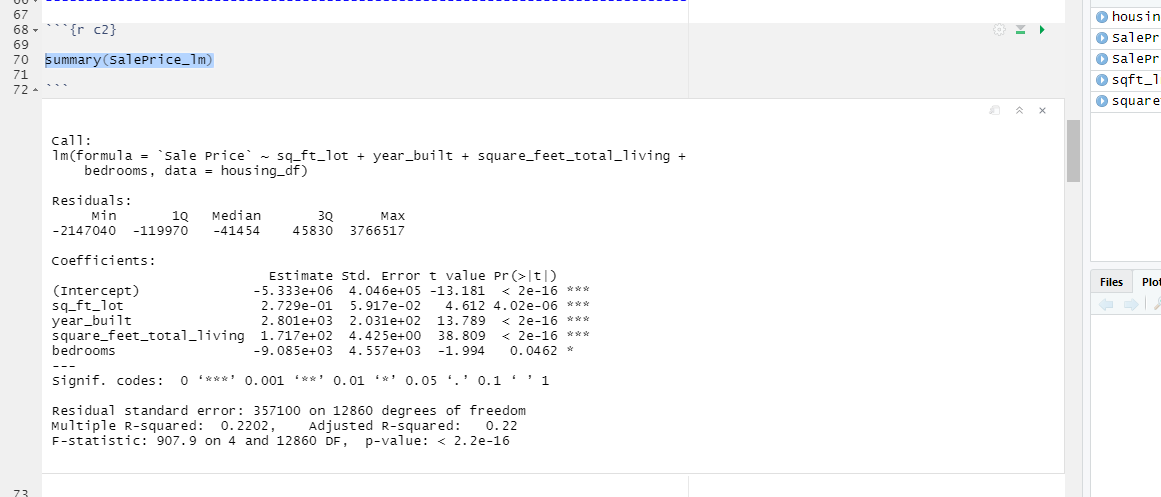 66
67
68 ```{r c2}
69
70 summary(SalePrice_lm)
71
72 ```
Call:
lm(formula = `Sale Price` ~ sq_ft_lot + year_built + square_feet_total_living +
    bedrooms, data = housing_df)
Residuals:
     Min       1Q   Median       3Q      Max
-2147040  -119970   -41454    45830  3766517
Coefficients:
                           Estimate Std. Error t value Pr(>|t|)
(Intercept)              -5.333e+06  4.046e+05 -13.181  < 2e-16 ***
sq_ft_lot                 2.729e-01  5.917e-02   4.612 4.02e-06 ***
year_built                2.801e+03  2.031e+02  13.789  < 2e-16 ***
square_feet_total_living  1.717e+02  4.425e+00  38.809  < 2e-16 ***
bedrooms                 -9.085e+03  4.557e+03  -1.994   0.0462 *
---
Signif. codes:  0 ‘***’ 0.001 ‘**’ 0.01 ‘*’ 0.05 ‘.’ 0.1 ‘ ’ 1
Residual standard error: 357100 on 12860 degrees of freedom
Multiple R-squared:  0.2202,    Adjusted R-squared:   0.22
F-statistic: 907.9 on 4 and 12860 DF,  p-value: < 2.2e-16
73
housin
SalePr
SalePr
sqft_l
square
Files Plot